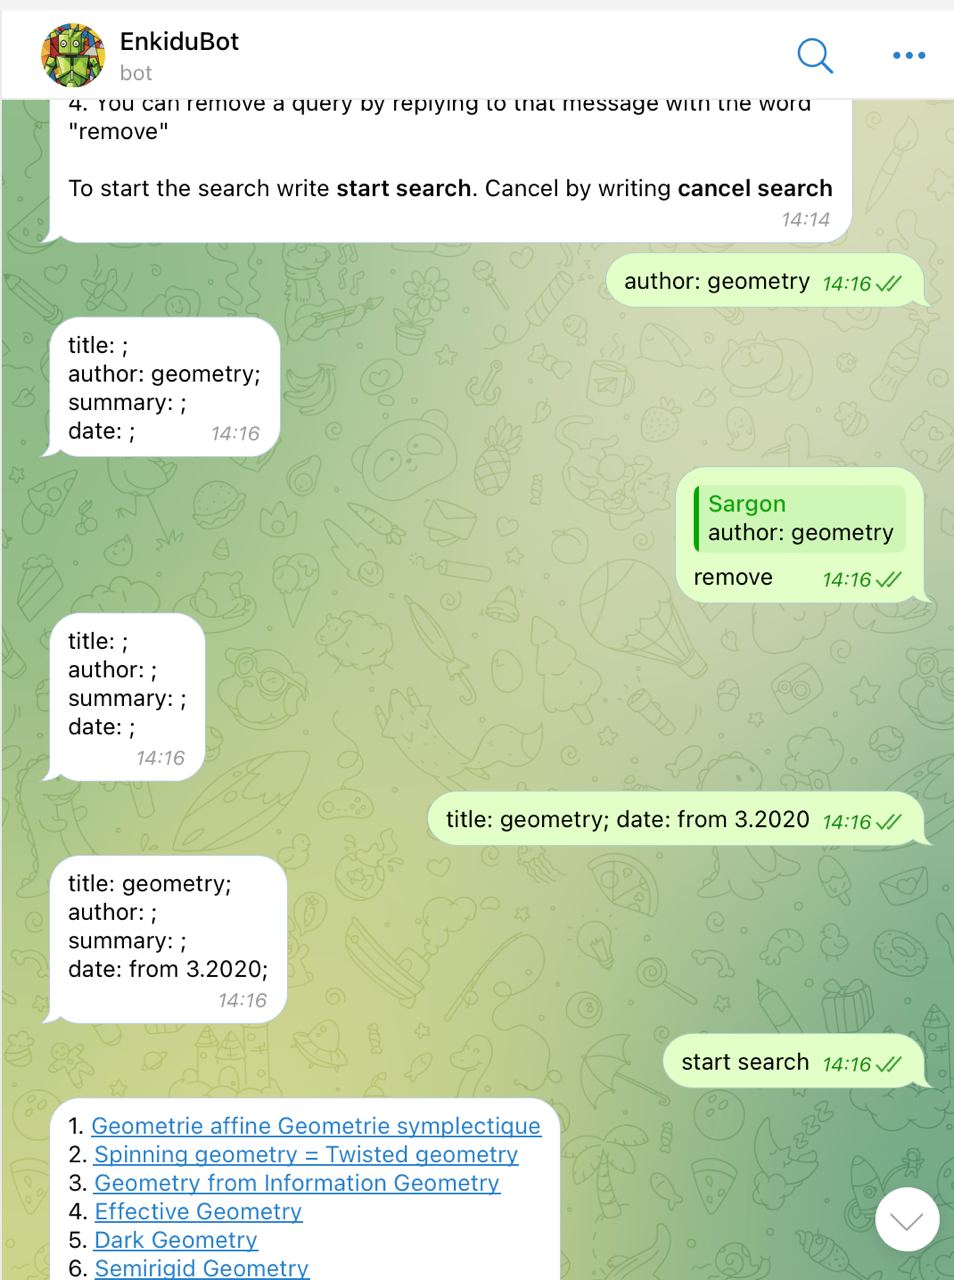 EnkiduBot
bot
4. You can remove a query by replying to that message with the word
"remove"
To start the search write start search. Cancel by writing cancel search
14:14
author: geometry 14:16
title: ;
author: geometry;
summary: ;
date: ; 14:16
Sargon
author: geometry
remove 14:16
title: ;
author: ;
summary: ;
date: ;
14:16
title: geometry; date: from 3.2020 14:16
title: geometry;
author: ;
summary: ;
date: from 3.2020;
14:16
start search 14:16
1. Geometrie affine Geometrie symplectique
2. Spinning geometry = Twisted geometry
3. Geometry from Information Geometry
4. Effective Geometry
5. Dark Geometry
6. Semirigid Geometry